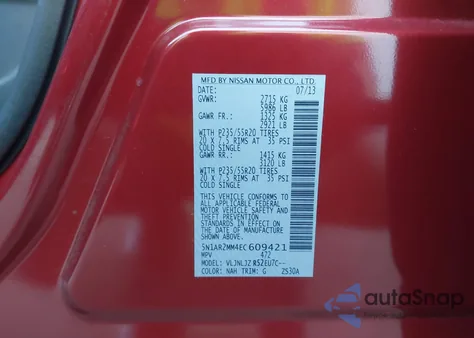 MFD BY NISSAN MOTOR CO., LTD.
DATE: 07/13
GVWR: 2715 KG
5986 LB
GAWR FR.: 1325 KG
2921 LB
WITH P235/55R20 TIRES
20 X 7.5 RIMS AT 35 PSI
COLD SINGLE
GAWR RR.: 1415 KG
3120 LB
WITH P235/55R20 TIRES
20 X 7.5 RIMS AT 35 PSI
COLD SINGLE
THIS VEHICLE CONFORMS TO
ALL APPLICABLE FEDERAL
MOTOR VEHICLE SAFETY AND
THEFT PREVENTION
STANDARDS IN EFFECT ON
THE DATE OF MANUFACTURE
SHOWN ABOVE.
5N1AR2MM4EC609421
MPV 472
MODEL: VLJNLJZ
COLOR: NAH TRIM: G ZS30A
autoSnap